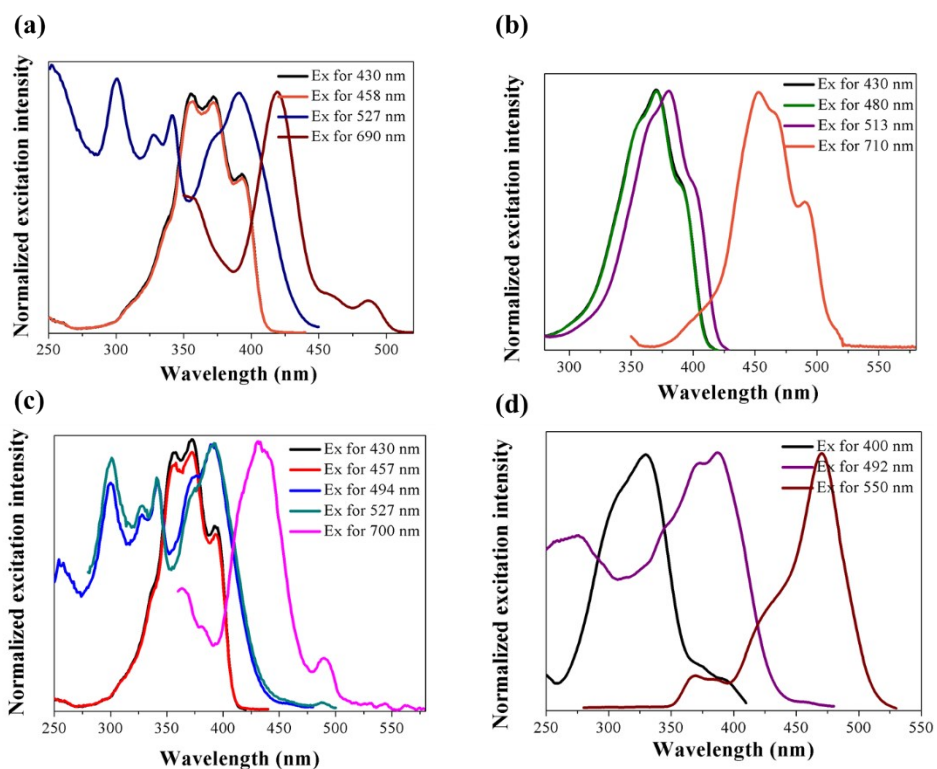 (a)
Normalized excitation intensity
Ex for 430 nm
Ex for 458 nm
Ex for 527 nm
Ex for 690 nm
250 300 350 400 450 500
Wavelength (nm)
(b)
Normalized excitation intensity
Ex for 430 nm
Ex for 480 nm
Ex for 513 nm
Ex for 710 nm
300 350 400 450 500 550
Wavelength (nm)
(c)
Normalized excitation intensity
Ex for 430 nm
Ex for 457 nm
Ex for 494 nm
Ex for 527 nm
Ex for 700 nm
250 300 350 400 450 500 550
Wavelength (nm)
(d)
Normalized excitation intensity
Ex for 400 nm
Ex for 492 nm
Ex for 550 nm
250 300 350 400 450 500 550
Wavelength (nm)